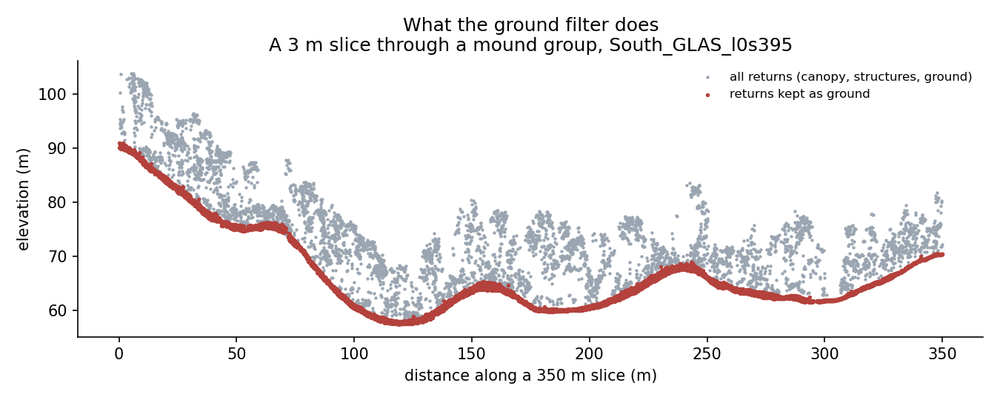 What the ground filter does
A 3 m slice through a mound group, South_GLAS_l0s395
all returns (canopy, structures, ground)
returns kept as ground
elevation (m)
100
90
80
70
60
0 50 100 150 200 250 300 350
distance along a 350 m slice (m)